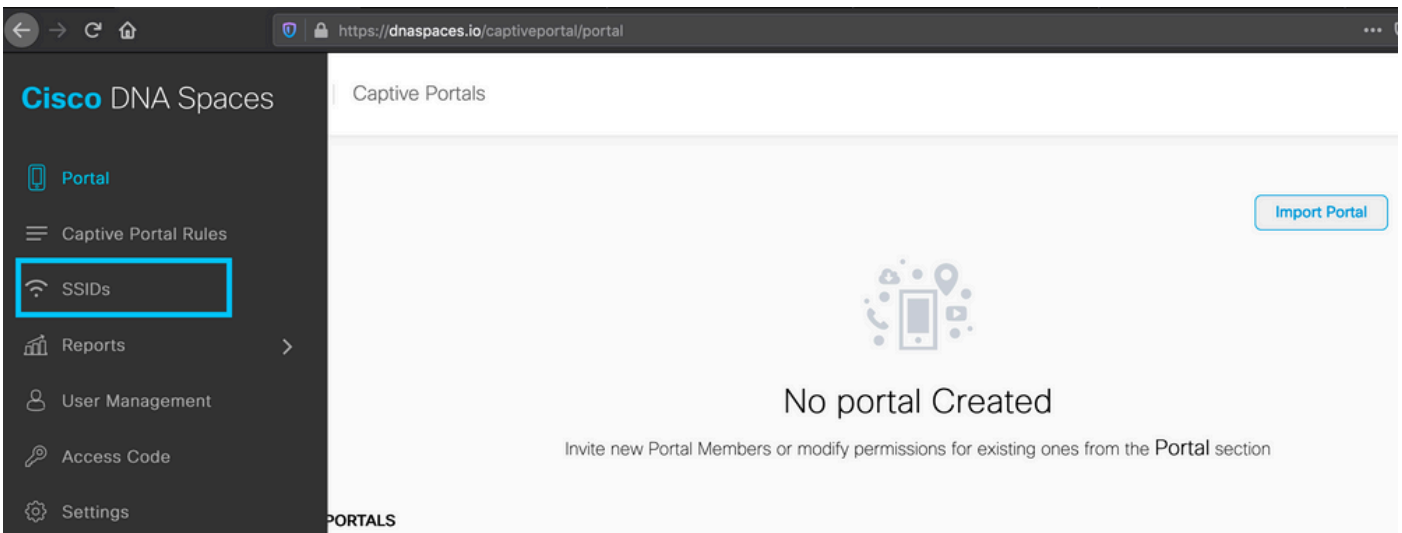 https://dnaspaces.io/captiveportal/portal
Cisco DNA Spaces
Captive Portals
Portal
Captive Portal Rules
SSIDs
Reports
User Management
Access Code
Settings
Import Portal
No portal Created
Invite new Portal Members or modify permissions for existing ones from the Portal section
PORTALS